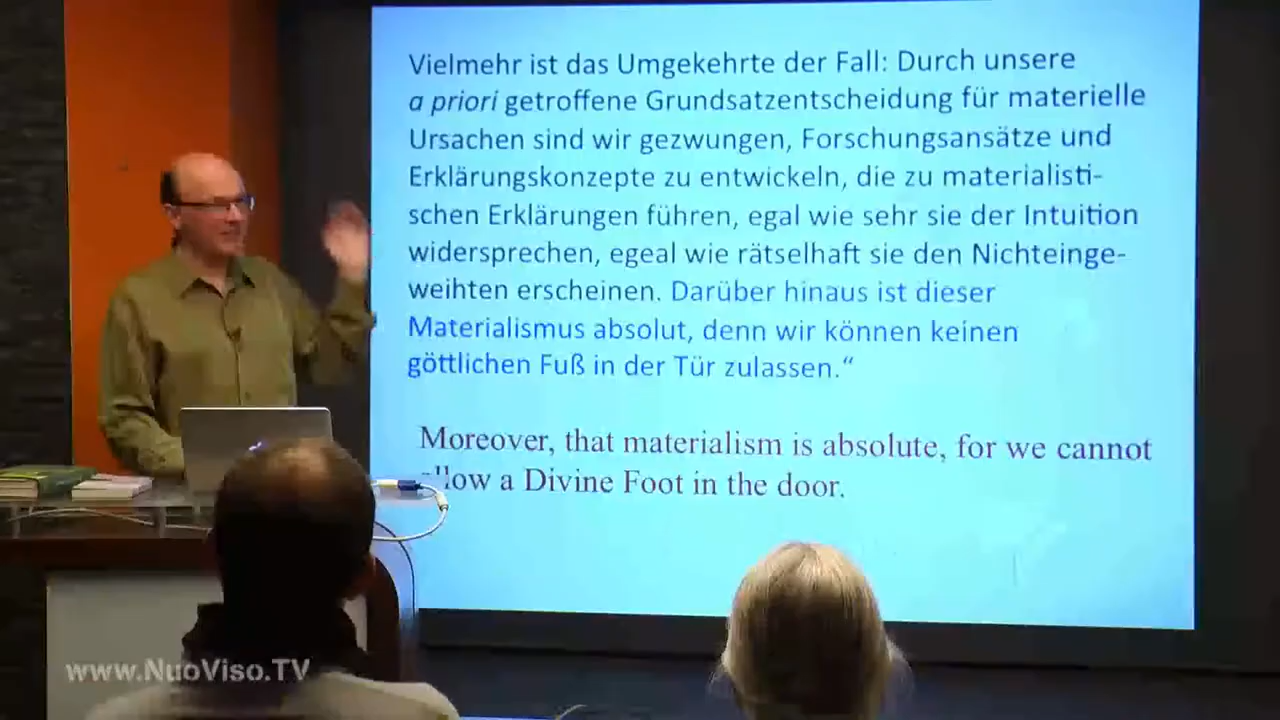 Vielmehr ist das Umgekehrte der Fall: Durch unsere
a priori getroffene Grundsatzentscheidung für materielle
Ursachen sind wir gezwungen, Forschungsansätze und
Erklärungskonzepte zu entwickeln, die zu materialisti-
schen Erklärungen führen, egal wie sehr sie der Intuition
widersprechen, egeal wie rätselhaft sie den Nichteinge-
weihten erscheinen. Darüber hinaus ist dieser
Materialismus absolut, denn wir können keinen
göttlichen Fuß in der Tür zulassen.“
Moreover, that materialism is absolute, for we cannot
a Divine Foot in the door.
www.NuoViso.TV